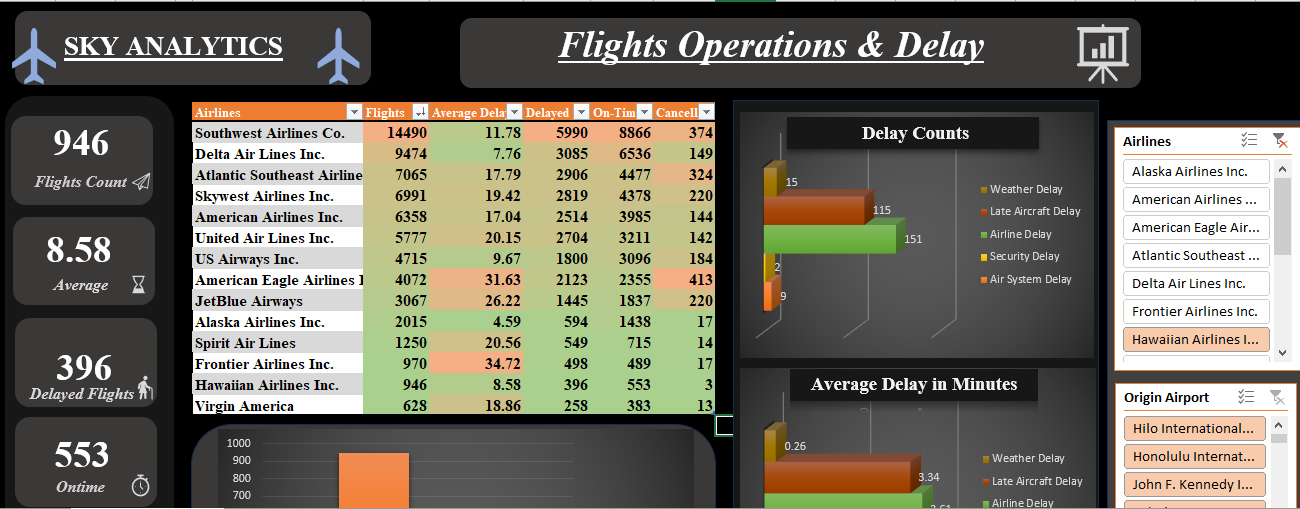 SKY ANALYTICS
Flights Operations & Delay
946
Flights Count
8.58
Average
396
Delayed Flights
553
Ontime
Airlines Flights Average Dela Delayed On-Tim Cancell
Southwest Airlines Co. 14490 11.78 5990 8866 374
Delta Air Lines Inc. 9474 7.76 3085 6536 149
Atlantic Southeast Airline 7065 17.79 2906 4477 324
Skywest Airlines Inc. 6991 19.42 2819 4378 220
American Airlines Inc. 6358 17.04 2514 3985 144
United Air Lines Inc. 5777 20.15 2704 3211 142
US Airways Inc. 4715 9.67 1800 3096 184
American Eagle Airlines I 4072 31.63 2123 2355 413
JetBlue Airways 3067 26.22 1445 1837 220
Alaska Airlines Inc. 2015 4.59 594 1438 17
Spirit Air Lines 1250 20.56 549 715 14
Frontier Airlines Inc. 970 34.72 498 489 17
Hawaiian Airlines Inc. 946 8.58 396 553 3
Virgin America 628 18.86 258 383 13
1000
900
800
700
Delay Counts
15
115
151
2
9
Weather Delay
Late Aircraft Delay
Airline Delay
Security Delay
Air System Delay
Average Delay in Minutes
0.26
3.34
Weather Delay
Late Aircraft Delay
Airline Delay
Airlines
Alaska Airlines Inc.
American Airlines ...
American Eagle Air...
Atlantic Southeast ...
Delta Air Lines Inc.
Frontier Airlines Inc.
Hawaiian Airlines I...
Origin Airport
Hilo International...
Honolulu Internat...
John F. Kennedy I...